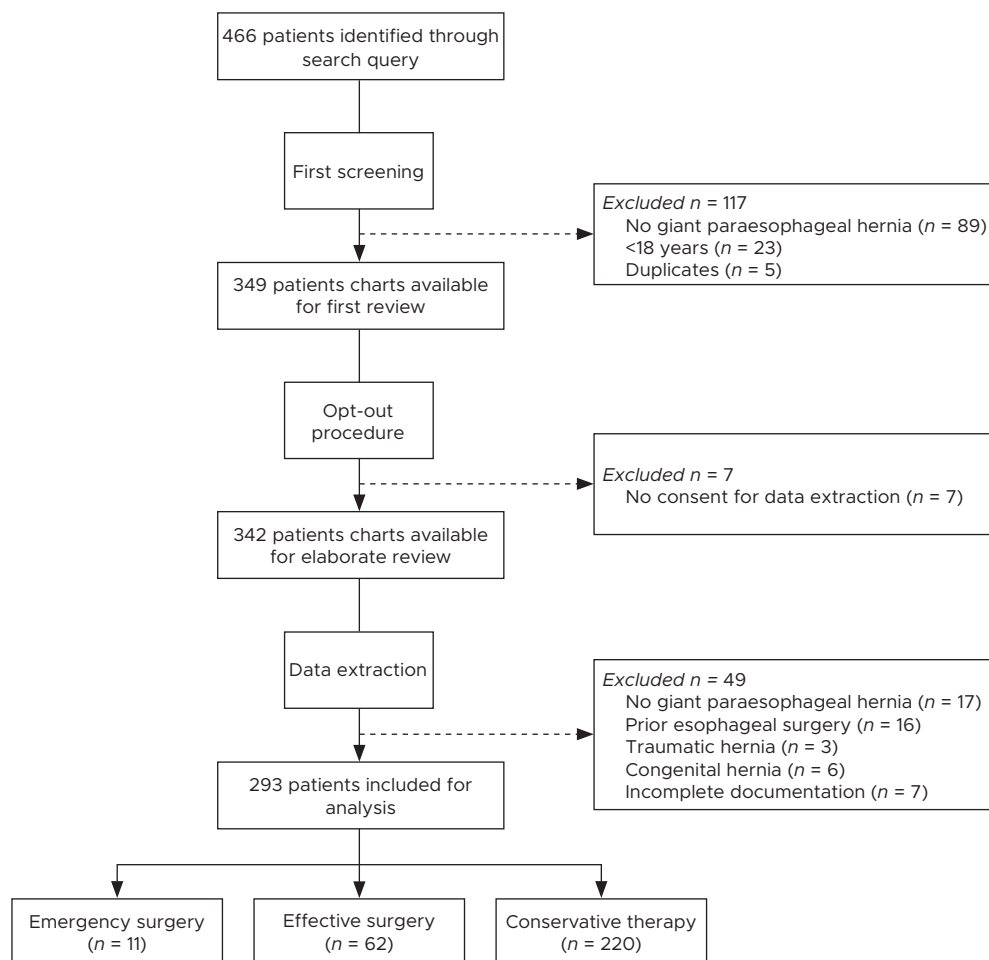 466 patients identified through
search query
First screening
Excluded n = 117
No giant paraesophageal hernia (n = 89)
<18 years (n = 23)
Duplicates (n = 5)
349 patients charts available
for first review
Opt-out
procedure
Excluded n = 7
No consent for data extraction (n = 7)
342 patients charts available
for elaborate review
Data extraction
Excluded n = 49
No giant paraesophageal hernia (n = 17)
Prior esophageal surgery (n = 16)
Traumatic hernia (n = 3)
Congenital hernia (n = 6)
Incomplete documentation (n = 7)
293 patients included for
analysis
Emergency surgery
(n = 11)
Effective surgery
(n = 62)
Conservative therapy
(n = 220)